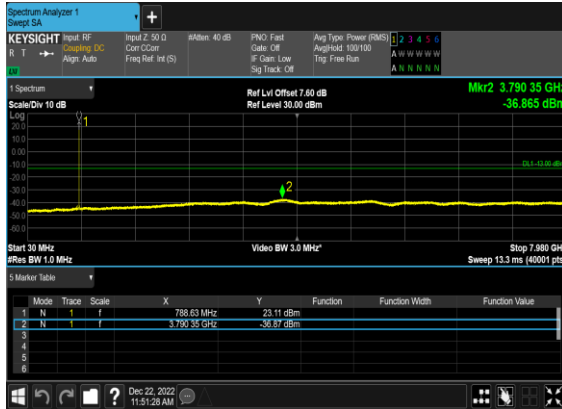 Spectrum Analyzer 1
Swept SA
+
KEYSIGHT Input: RF Input Z: 50 Ω #Atten: 40 dB PNO: Fast Avg Type: Power (RMS) 1 2 3 4 5 6
R T Coupling: DC Corr CCorr Gate: Off Avg|Hold: 100/100 A W W W W W
Align: Auto Freq Ref: Int (S) IF Gain: Low Trig: Free Run
LU Sig Track: Off A N N N N N
1 Spectrum Ref Lvl Offset 7.60 dB Mkr2 3.790 35 GHz
Scale/Div 10 dB Ref Level 30.00 dBm -36.865 dBm
Log
1
20.0
10.0
0.00
-10.0
DL1 -13.00 dBm
-20.0
-30.0
2
-40.0
-50.0
-60.0
Start 30 MHz Video BW 3.0 MHz* Stop 7.980 GHz
#Res BW 1.0 MHz Sweep 13.3 ms (40001 pts)
5 Marker Table
Mode Trace Scale X Y Function Function Width Function Value
1 N 1 f 788.63 MHz 23.11 dBm
2 N 1 f 3.790 35 GHz -36.87 dBm
3
4
5
6
? Dec 22, 2022
11:51:28 AM